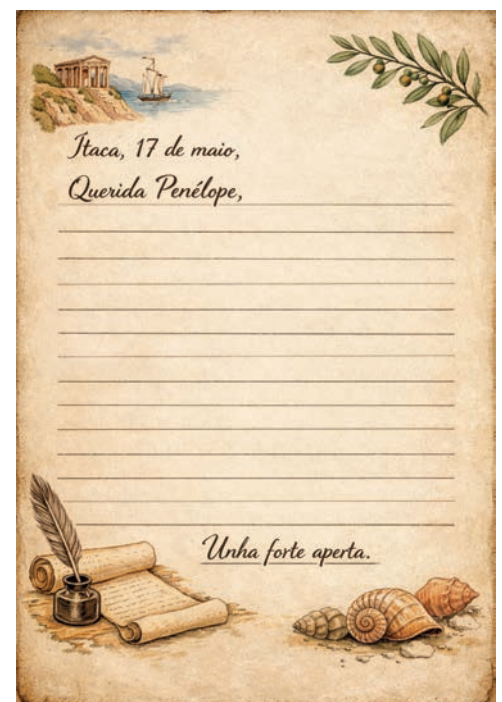 Ítaca, 17 de maio,
Querida Penélope,
Unha forte aperta.